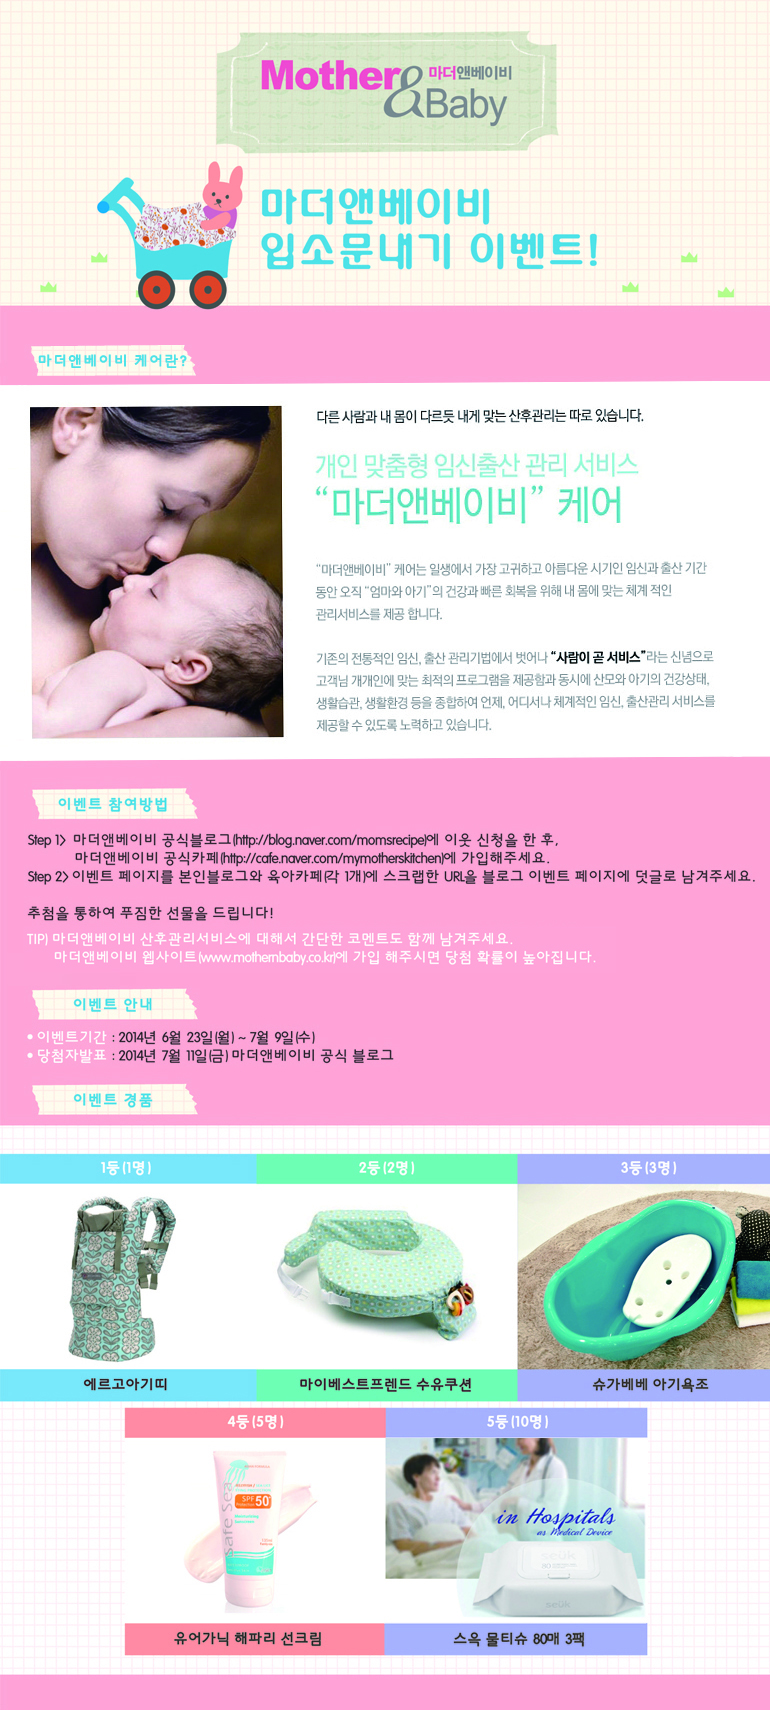 Mother
&Baby
마더앤베이비
마더앤베이비
입소문내기 이벤트!
마더앤베이비 케어란?
다른 사람과 내 몸이 다르듯 내게 맞는 산후관리는 따로 있습니다.
개인 맞춤형 임신출산 관리 서비스
“마더앤베이비” 케어
“마더앤베이비” 케어는 일생에서 가장 고귀하고 아름다운 시기인 임신과 출산 기간
동안 오직 “엄마와 아기”의 건강과 빠른 회복을 위해 내 몸에 맞는 체계 적인
관리서비스를 제공 합니다.
기존의 전통적인 임신, 출산 관리기법에서 벗어나 “사람이 곧 서비스”라는 신념으로
고객님 개개인에 맞는 최적의 프로그램을 제공함과 동시에 산모와 아기의 건강상태,
생활습관, 생활환경 등을 종합하여 언제, 어디서나 체계적인 임신, 출산관리 서비스를
제공할 수 있도록 노력하고 있습니다.
이벤트 참여방법
Step 1> 마더앤베이비 공식블로그(http://blog.naver.com/momsrecipe)에 이웃 신청을 한 후,
마더앤베이비 공식카페(http://cafe.naver.com/mymotherskitchen)에 가입해주세요.
Step 2> 이벤트 페이지를 본인블로그와 육아카페(각 1개)에 스크랩한 URL을 블로그 이벤트 페이지에 덧글로 남겨주세요.
추첨을 통하여 푸짐한 선물을 드립니다!
TIP) 마더앤베이비 산후관리서비스에 대해서 간단한 코멘트도 함께 남겨주세요.
마더앤베이비 웹사이트(www.mothernbaby.co.kr)에 가입 해주시면 당첨 확률이 높아집니다.
이벤트 안내
• 이벤트기간 : 2014년 6월 23일(월) ~ 7월 9일(수)
• 당첨자발표 : 2014년 7월 11일(금) 마더앤베이비 공식 블로그
이벤트 경품
1등(1명)
2등(2명)
3등(3명)
에르고아기띠
마이베스트프렌드 수유쿠션
슈가베베 아기욕조
4등(5명)
5등(10명)
Safe Sea
SPF
50+
in Hospitals
as Medical Device
seük
유어가닉 해파리 선크림
스윽 물티슈 80매 3팩